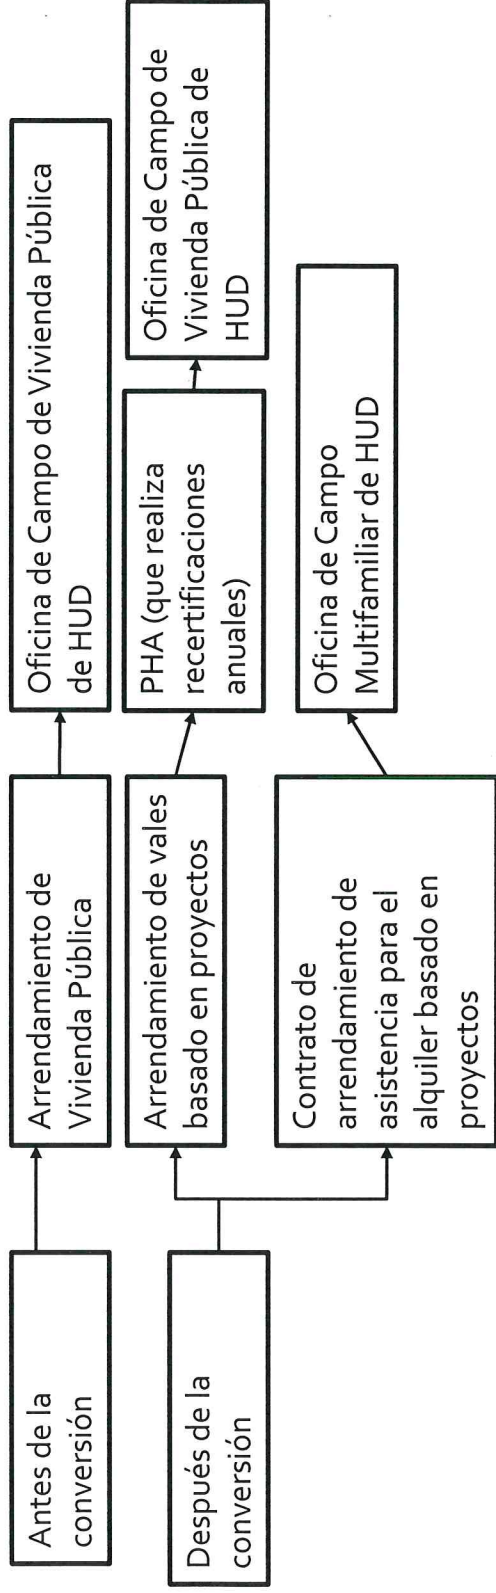 Antes de la
conversión
Arrendamiento de
Vivienda Pública
Oficina de Campo de Vivienda Pública
de HUD
Después de la
conversión
Arrendamiento de vales
basado en proyectos
PHA (que realiza
recertificaciones
anuales)
Oficina de Campo de
Vivienda Pública de
HUD
Contrato de
arrendamiento de
asistencia para el
alquiler basado en
proyectos
Oficina de Campo
Multifamiliar de HUD